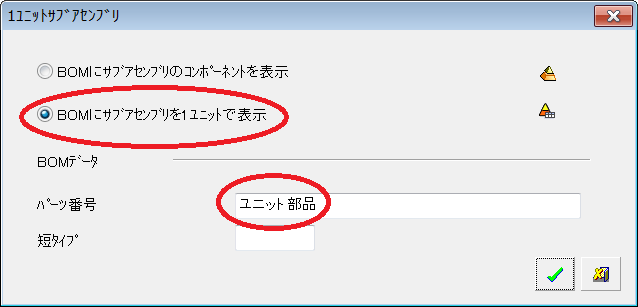 1ﾕﾆｯﾄｻﾌﾞｱｾﾝﾌﾞﾘ
BOMにｻﾌﾞｱｾﾝﾌﾞﾘのｺﾝﾎﾟｰﾈﾝﾄを表示
BOMにｻﾌﾞｱｾﾝﾌﾞﾘを1ﾕﾆｯﾄで表示
BOMﾃﾞｰﾀ
ﾊﾟｰﾂ番号
ユニット部品
短ﾀｲﾌﾟ